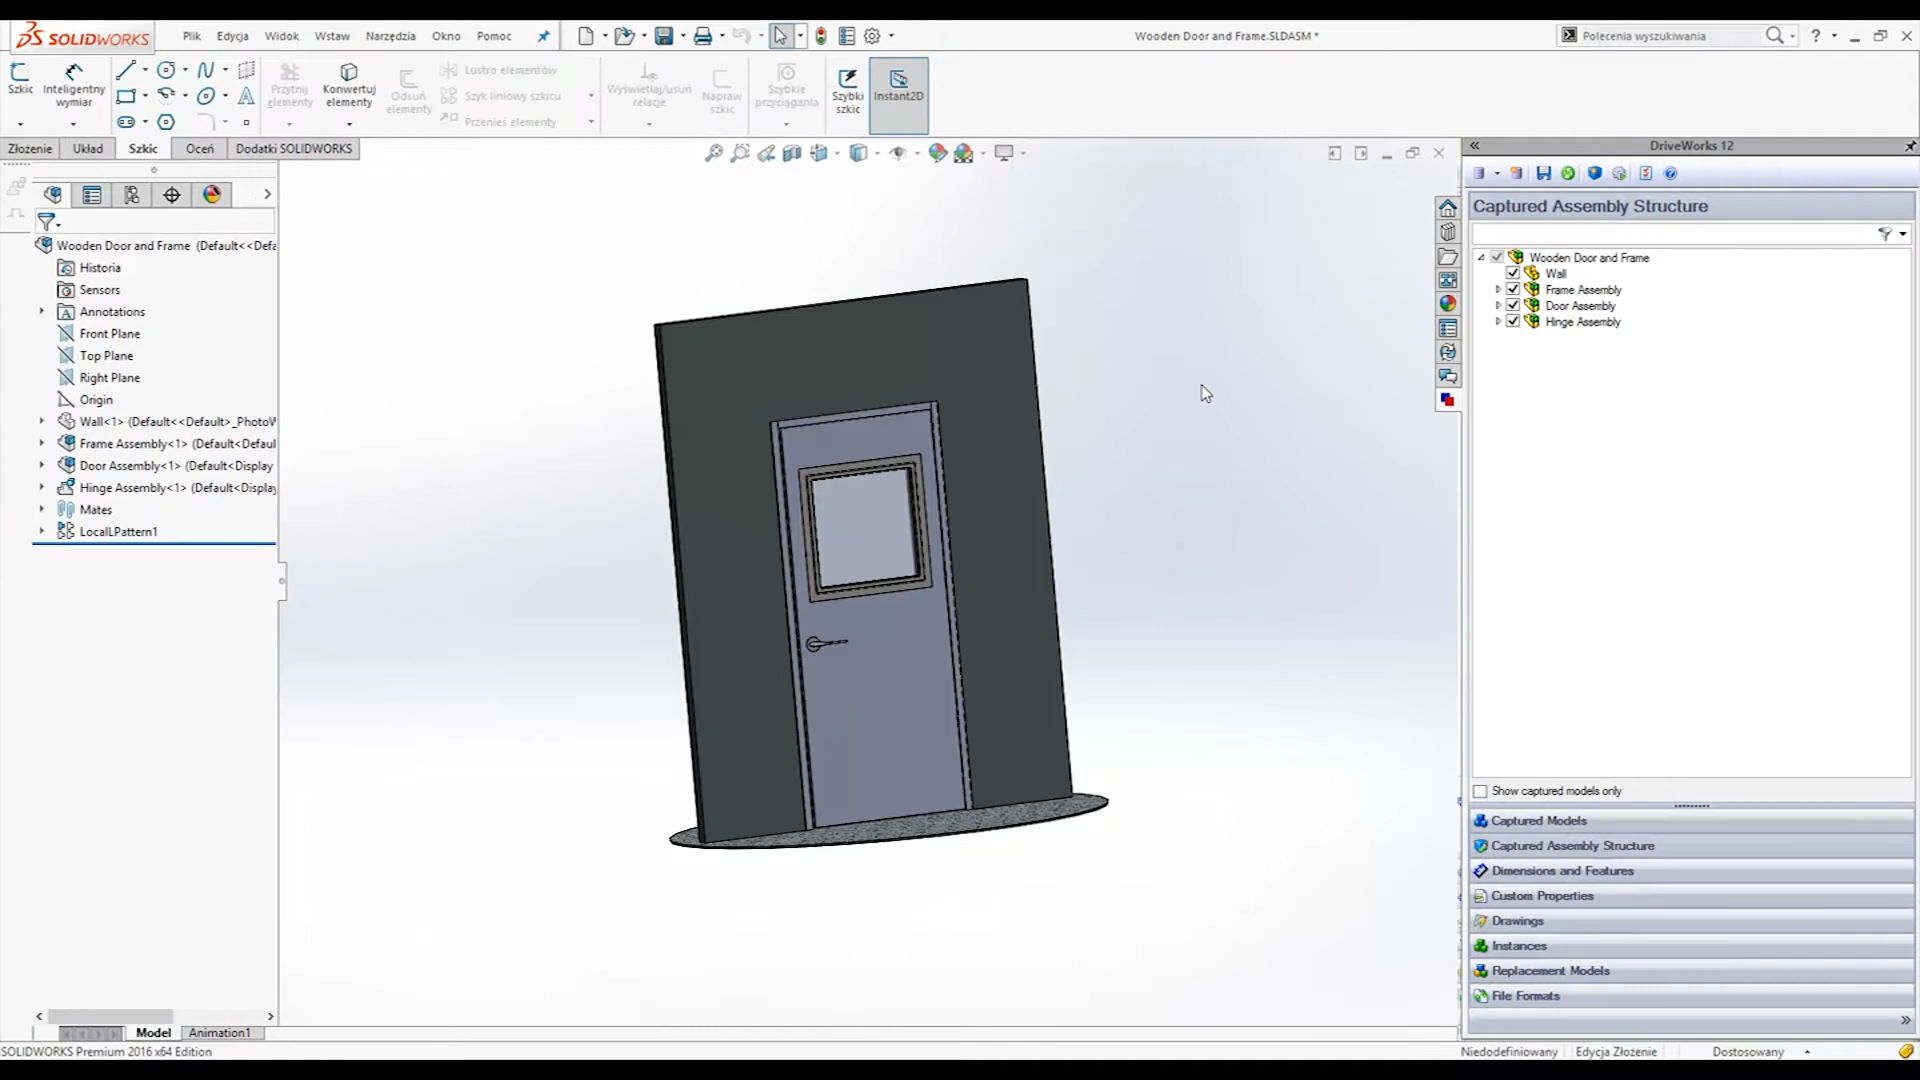 SOLIDWORKS
Plik Edycja Widok Wstaw Narzędzia Okno Pomoc
Wooden Door and Frame.SLDASM *
Polecenia wyszukiwania
?
Szkic
Inteligentny wymiar
Przytnij elementy
Konwertuj elementy
Odsuń elementy
Lustro elementów
Szyk liniowy szkicu
Przenieś elementy
Wyświetlaj/usuń relacje
Napraw szkic
Szybkie przyciągania
Szybki szkic
Instant2D
Złożenie Układ Szkic Oceń Dodatki SOLIDWORKS
Wooden Door and Frame (Default<<Defa
Historia
Sensors
Annotations
Front Plane
Top Plane
Right Plane
Origin
Wall<1> (Default<<Default>_PhotoW
Frame Assembly<1> (Default<Defaul
Door Assembly<1> (Default<Display
Hinge Assembly<1> (Default<Display
Mates
LocalLPattern1
Model Animation1
SOLIDWORKS Premium 2016 x64 Edition
DriveWorks 12
Captured Assembly Structure
Wooden Door and Frame
Wall
Frame Assembly
Door Assembly
Hinge Assembly
Show captured models only
Captured Models
Captured Assembly Structure
Dimensions and Features
Custom Properties
Drawings
Instances
Replacement Models
File Formats
Niedodefiniowany Edycja Złożenie Dostosowany